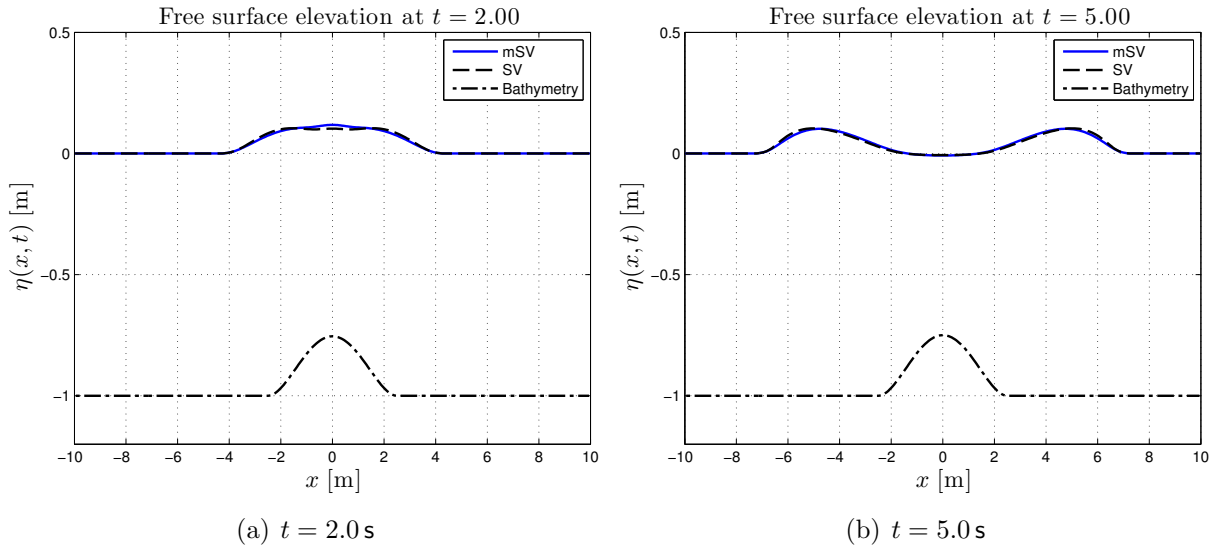 Free surface elevation at t = 2.00
0.5
0
−0.5
−1
η(x, t) [m]
mSV
SV
Bathymetry
−10 −8 −6 −4 −2 0 2 4 6 8 10
x [m]
(a) t = 2.0 s
Free surface elevation at t = 5.00
0.5
0
−0.5
−1
η(x, t) [m]
mSV
SV
Bathymetry
−10 −8 −6 −4 −2 0 2 4 6 8 10
x [m]
(b) t = 5.0 s